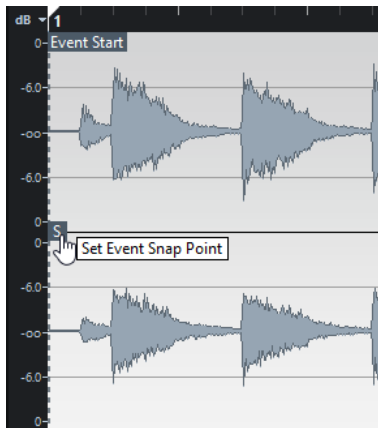 dB 1
0 Event Start
-6.0
-oo
-6.0
0
S
0
Set Event Snap Point
-6.0
-oo
-6.0
0